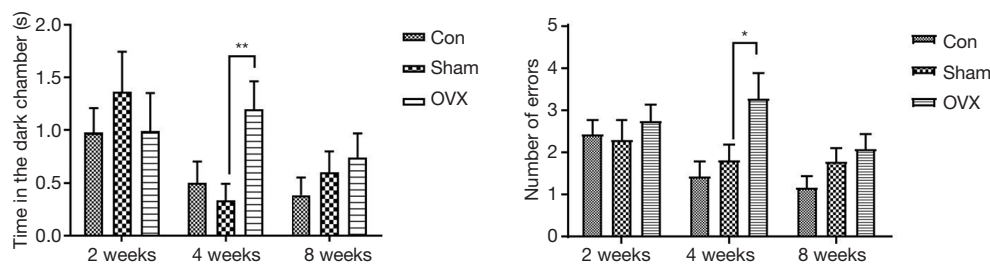 Time in the dark chamber (s)
2.0
1.5
1.0
0.5
0.0
**
2 weeks
4 weeks
8 weeks
Con
Sham
OVX
Number of errors
5
4
3
2
1
0
*
2 weeks
4 weeks
8 weeks
Con
Sham
OVX